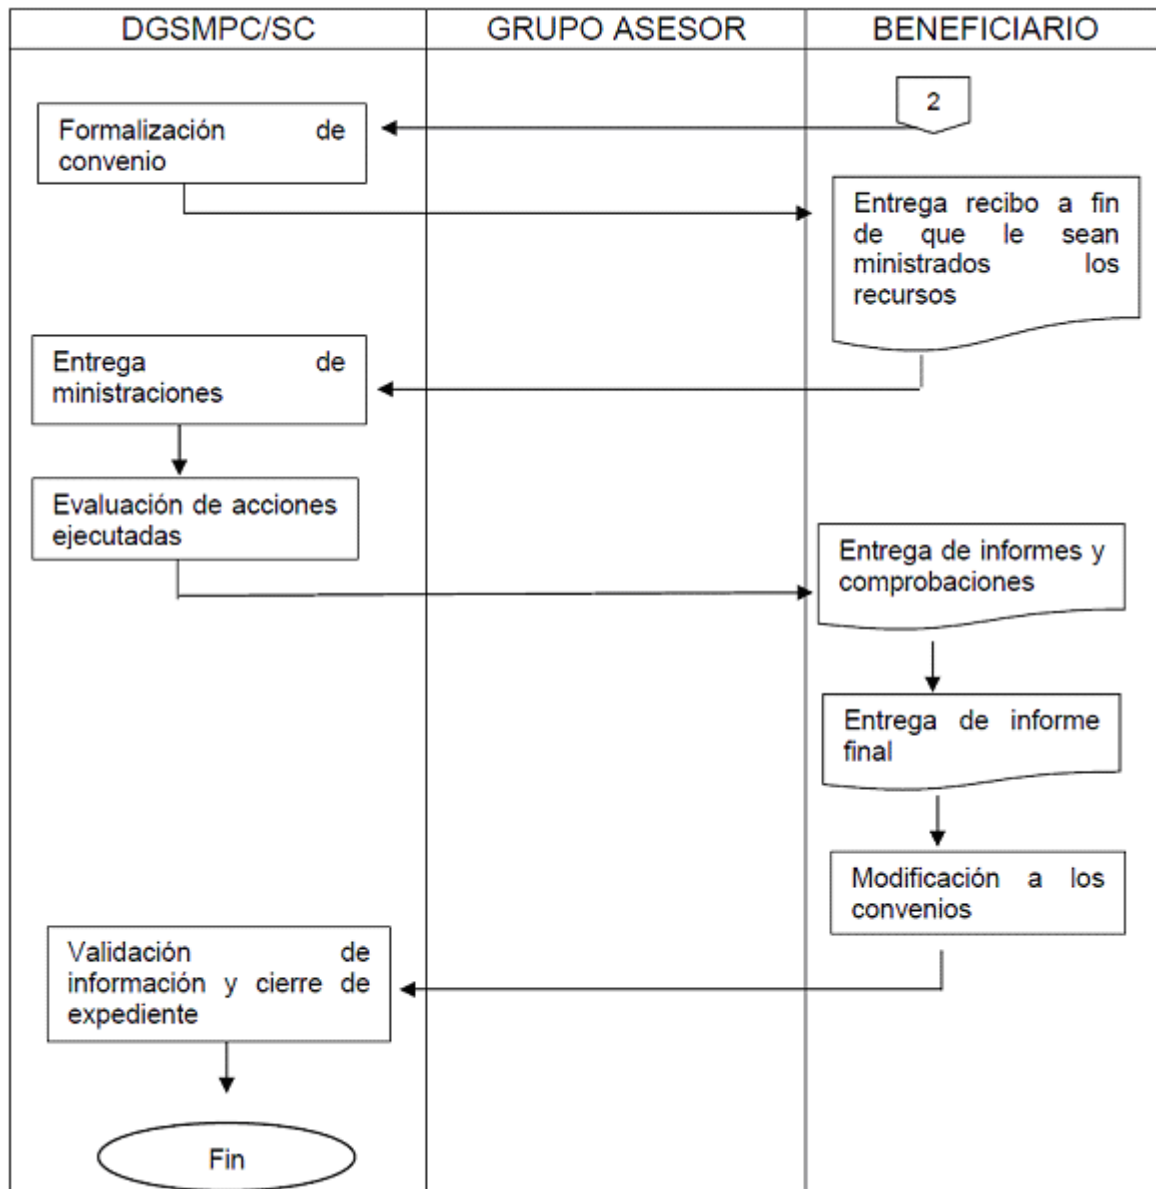 DGSMPC/SC
GRUPO ASESOR
BENEFICIARIO
2
Formalización de
convenio
Entrega recibo a fin
de que le sean
ministrados los
recursos
Entrega de
ministraciones
Evaluación de acciones
ejecutadas
Entrega de informes y
comprobaciones
Entrega de informe
final
Modificación a los
convenios
Validación de
información y cierre de
expediente
Fin